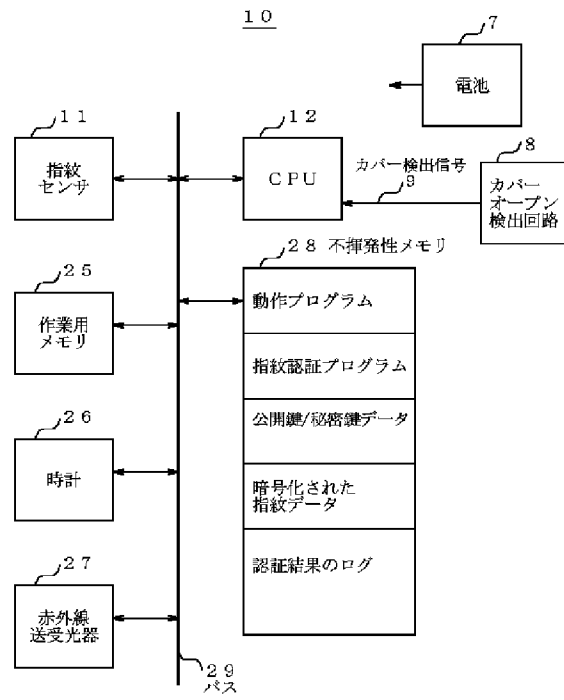 １０
７
電池
１１
指紋
センサ
１２
ＣＰＵ
カバー検出信号
９
８
カバー
オープン
検出回路
２８ 不揮発性メモリ
動作プログラム
指紋認証プログラム
公開鍵/秘密鍵データ
暗号化された
指紋データ
認証結果のログ
２５
作業用
メモリ
２６
時計
２７
赤外線
送受光器
２９
バス